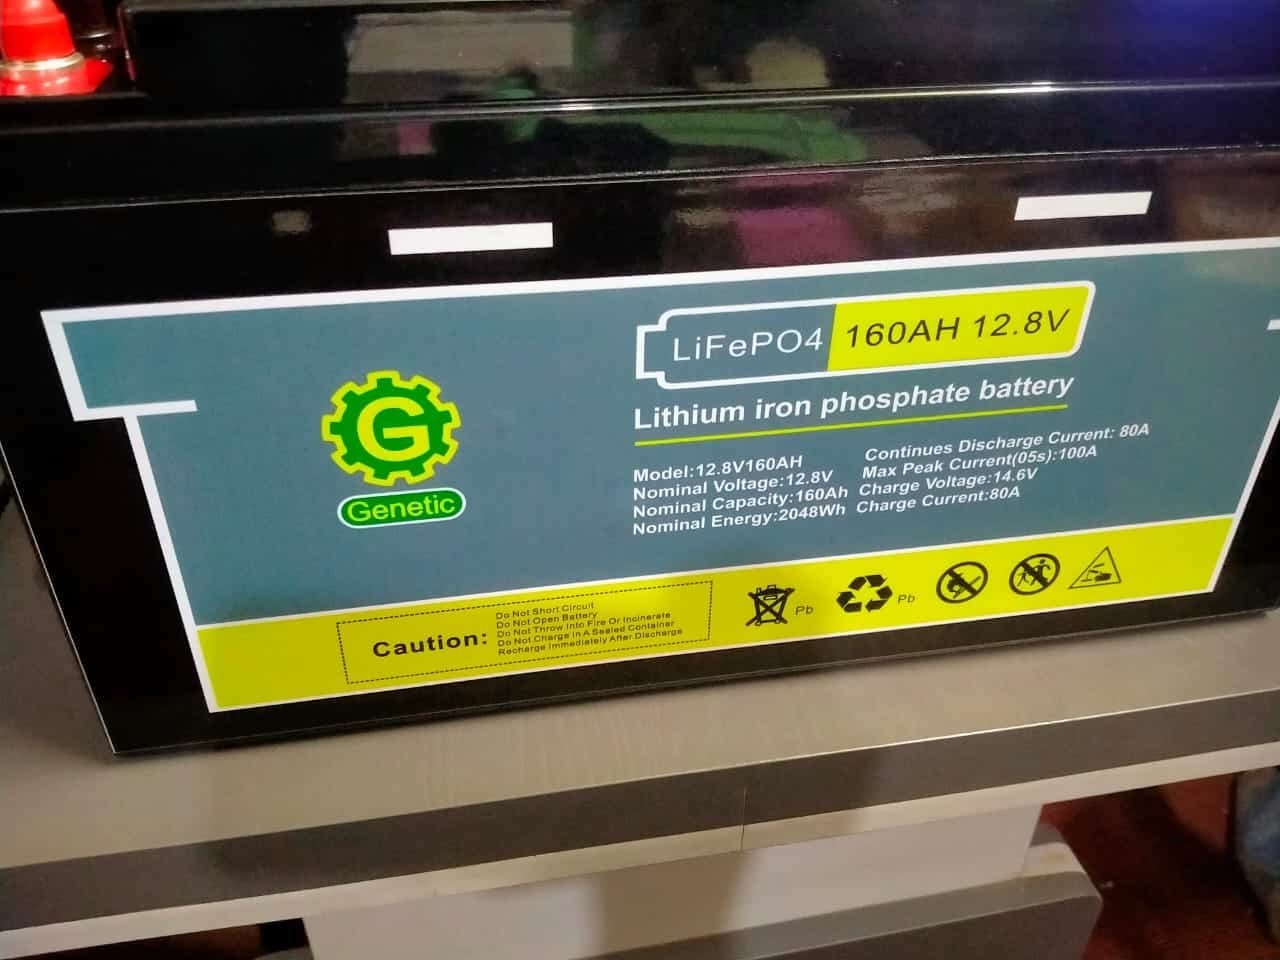 LiFePO4 160AH 12.8V
Lithium iron phosphate battery
G
Genetic
Model:12.8V160AH
Nominal Voltage:12.8V
Nominal Capacity:160Ah
Nominal Energy:2048Wh
Continues Discharge Current: 80A
Max Peak Current(05s):100A
Charge Voltage:14.6V
Charge Current:80A
Caution:
Do Not Short Circuit
Do Not Open Battery
Do Not Throw Into Fire Or Incinerate
Do Not Charge In A Sealed Container
Recharge Immediately After Discharge
Pb
Pb